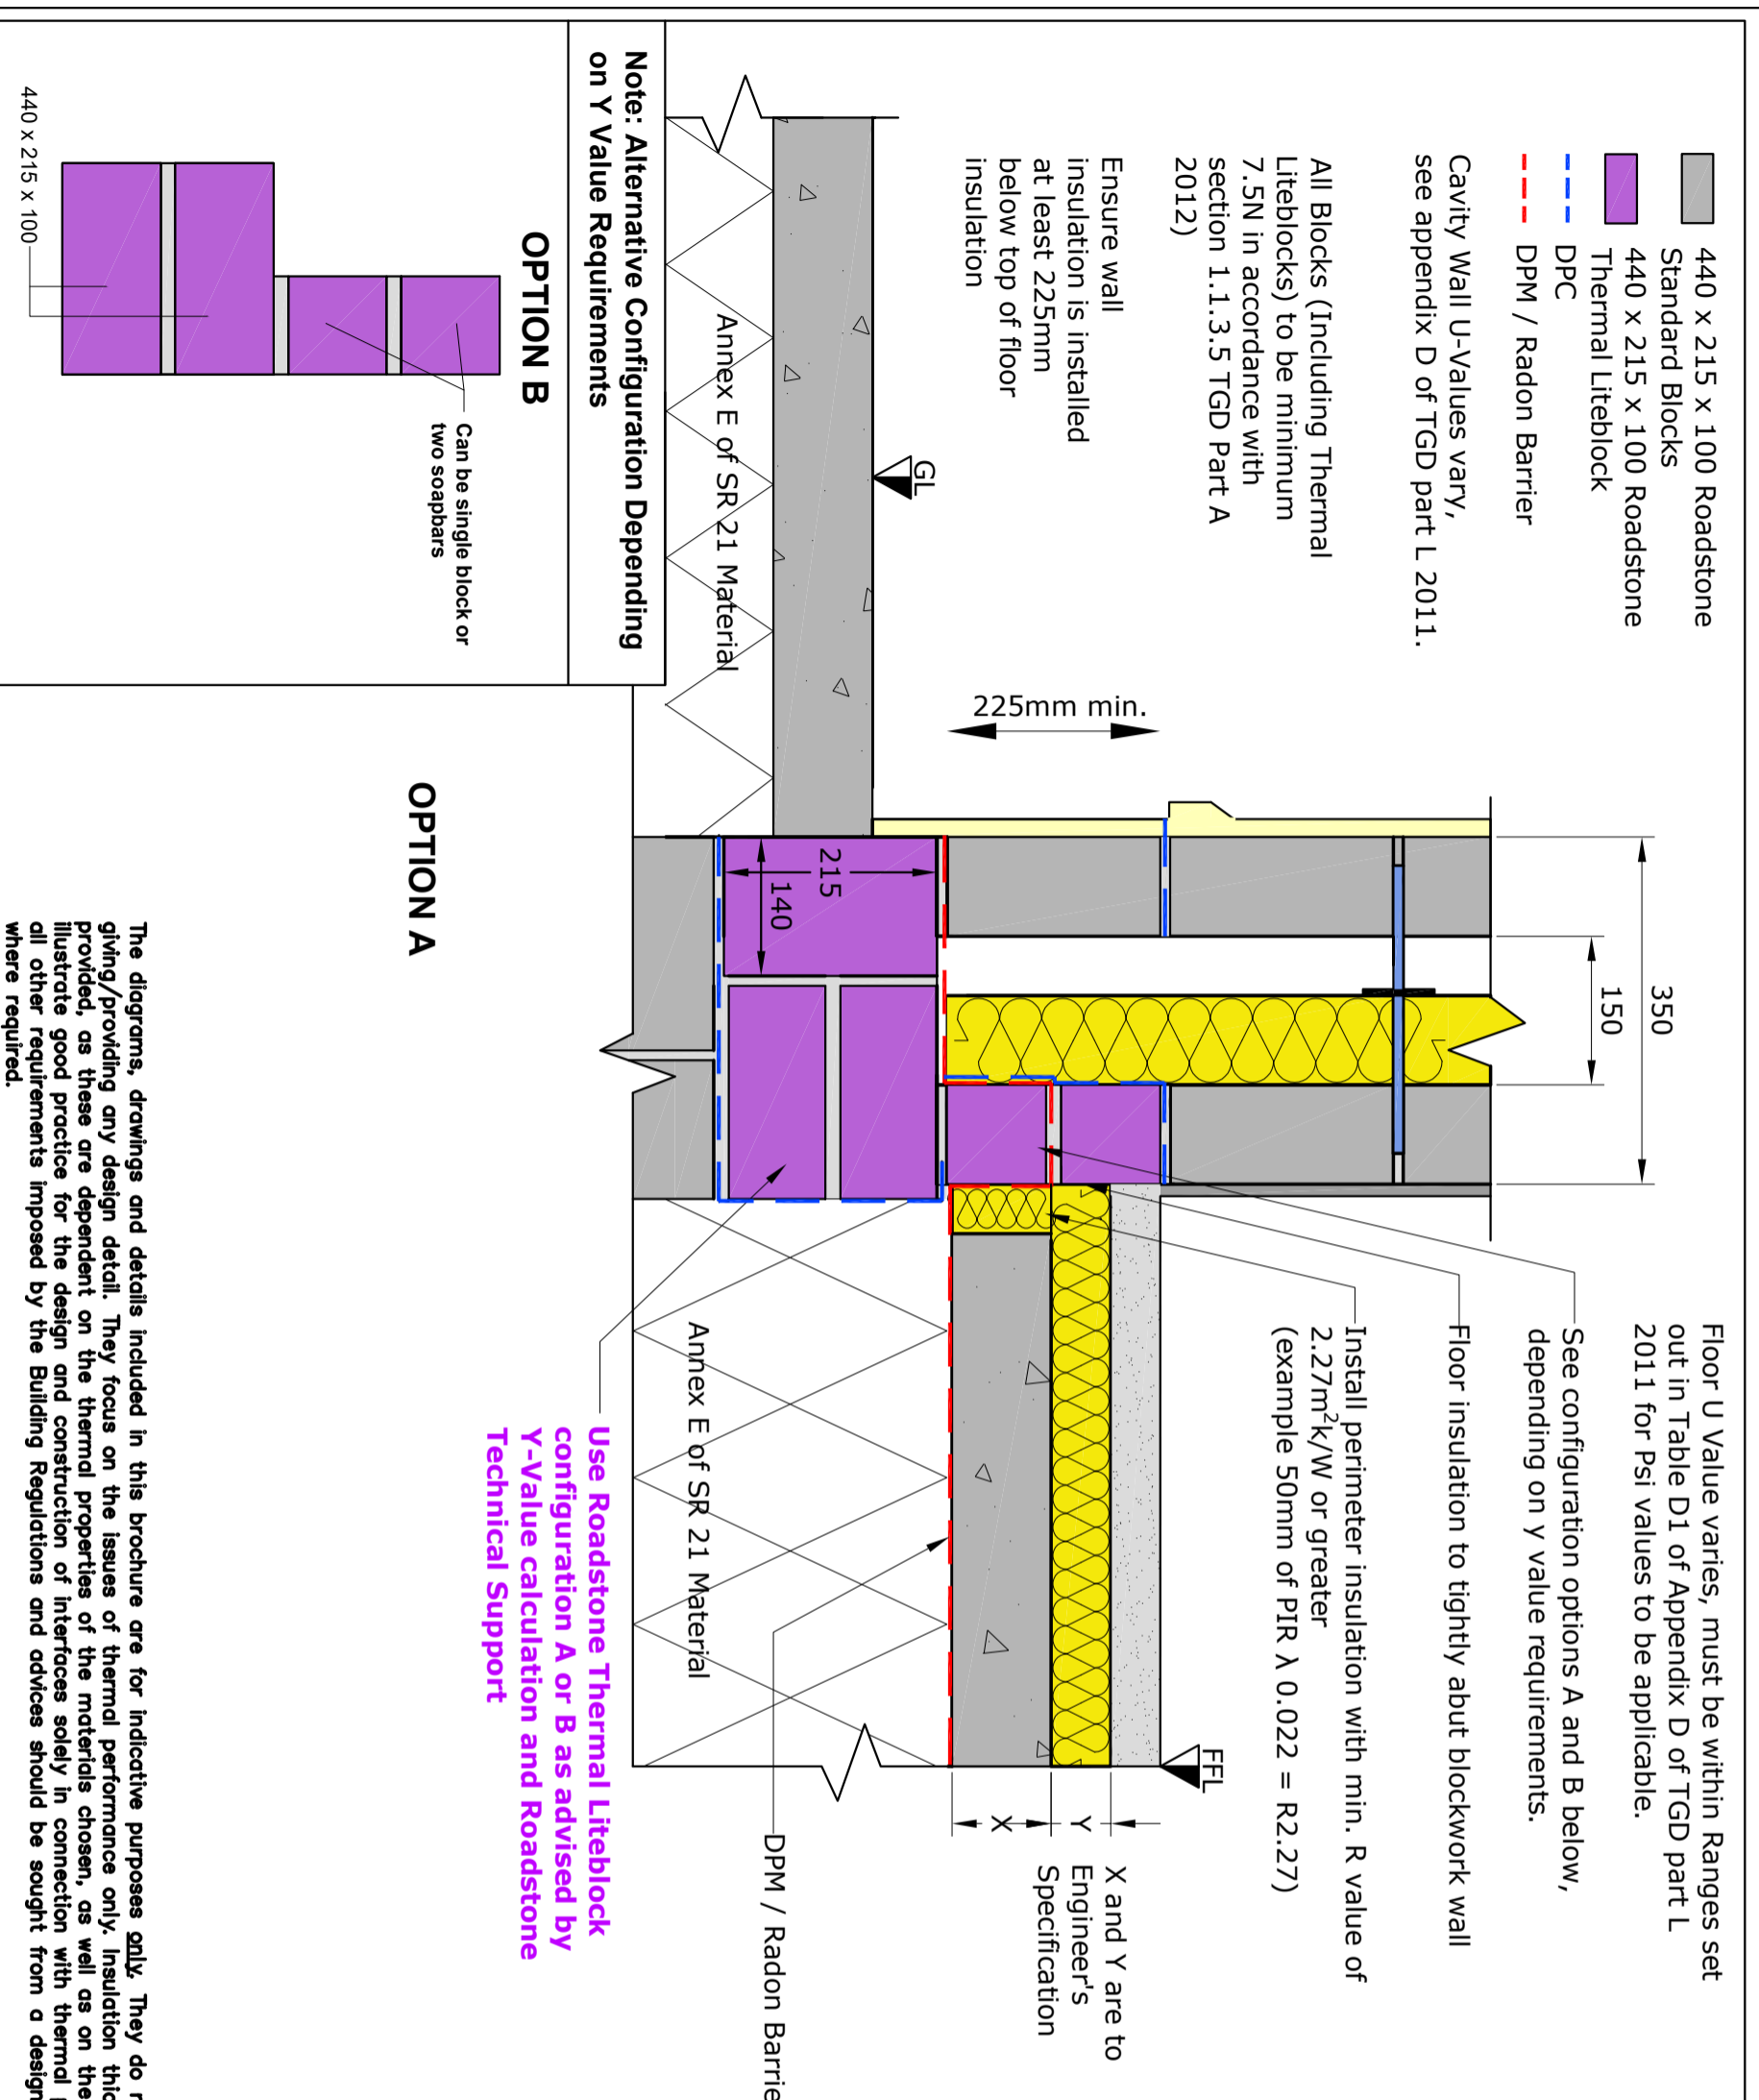 440 x 215 x 100 Roadstone
Standard Blocks
440 x 215 x 100 Roadstone
Thermal Liteblock
DPC
DPM / Radon Barrier
Cavity Wall U-Values vary,
see appendix D of TGD part L 2011.
All Blocks (Including Thermal
Liteblocks) to be minimum
7.5N in accordance with
section 1.1.3.5 TGD Part A
2012)
Ensure wall
insulation is installed
at least 225mm
below top of floor
insulation
GL
Annex E of SR 21 Material
225mm min.
350
150
215
140
Floor U Value varies, must be within Ranges set
out in Table D1 of Appendix D of TGD part L
2011 for Psi values to be applicable.
See configuration options A and B below,
depending on y value requirements.
Floor insulation to tightly abut blockwork wall
Install perimeter insulation with min. R value of
2.27m²k/W or greater
(example 50mm of PIR λ 0.022 = R2.27)
FFL
Y
X
X and Y are to
Engineer's
Specification
DPM / Radon Barrie
Annex E of SR 21 Material
Use Roadstone Thermal Liteblock
configuration A or B as advised by
Y-Value calculation and Roadstone
Technical Support
Note: Alternative Configuration Depending
on Y Value Requirements
OPTION B
Can be single block or
two soapbars
440 x 215 x 100
OPTION A
The diagrams, drawings and details included in this brochure are for indicative purposes only. They do
giving/providing any design detail. They focus on the issues of thermal performance only. Insulation
provided, as these are dependent on the thermal properties of the materials chosen, as well as on the
illustrate good practice for the design and construction of interfaces solely in connection with thermal
all other requirements imposed by the Building Regulations and advices should be sought from a design
where required.